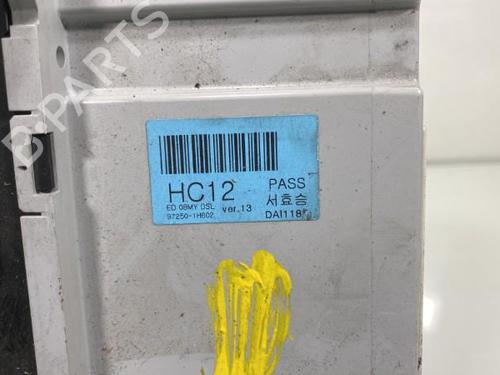 B-PARTS
HC12 PASS
ED 08MY DSL ver.13 서효승
97250-1H602 DAI118